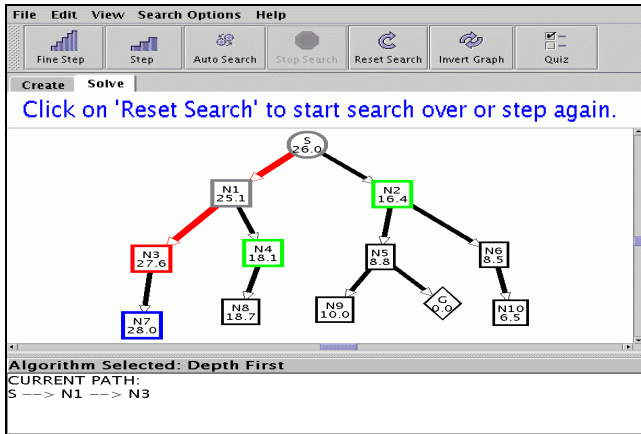 File Edit View Search Options Help
Fine Step Step Auto Search Stop Search Reset Search Invert Graph Quiz
Create Solve
Click on 'Reset Search' to start search over or step again.
S
26.0
N1
25.1
N2
16.4
N3
27.6
N4
18.1
N5
8.8
N6
8.5
N7
28.0
N8
18.7
N9
10.0
G
0.0
N10
6.5
Algorithm Selected: Depth First
CURRENT PATH:
S --> N1 --> N3